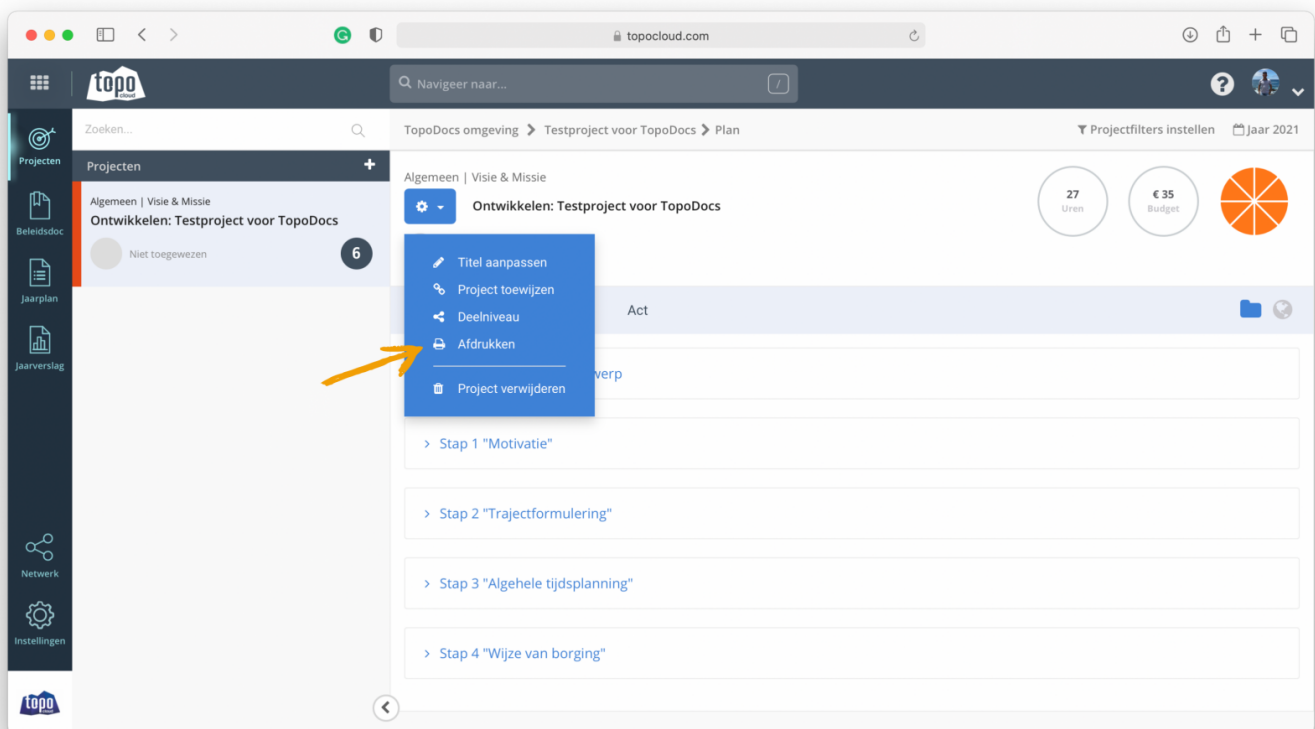 topocloud.com
topo
cloud
Navigeer naar...
/
?
Projecten
Beleidsdoc
Jaarplan
Jaarverslag
Netwerk
Instellingen
topo
Zoeken...
Projecten +
Algemeen | Visie & Missie
Ontwikkelen: Testproject voor TopoDocs
Niet toegewezen
6
TopoDocs omgeving > Testproject voor TopoDocs > Plan
Projectfilters instellen
Jaar 2021
Algemeen | Visie & Missie
Ontwikkelen: Testproject voor TopoDocs
27
Uren
€ 35
Budget
Titel aanpassen
Project toewijzen
Deelniveau
Afdrukken
Project verwijderen
Act
werp
> Stap 1 "Motivatie"
> Stap 2 "Trajectformulering"
> Stap 3 "Algehele tijdsplanning"
> Stap 4 "Wijze van borging"